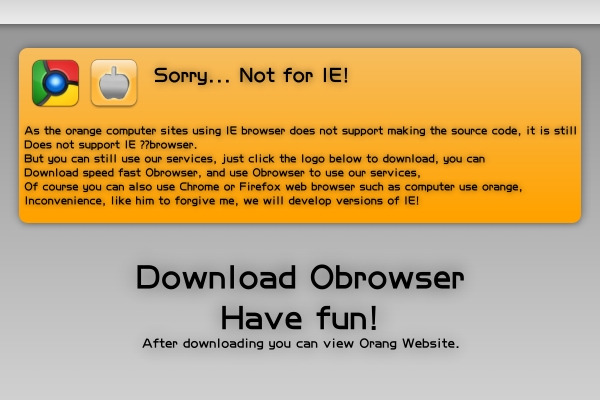 Sorry... Not for IE!
As the orange computer sites using IE browser does not support making the source code, it is still
Does not support IE ??browser.
But you can still use our services, just click the logo below to download, you can
Download speed fast Obrowser, and use Obrowser to use our services,
Of course you can also use Chrome or Firefox web browser such as computer use orange,
Inconvenience, like him to forgive me, we will develop versions of IE!
Download Obrowser
Have fun!
After downloading you can view Orang Website.